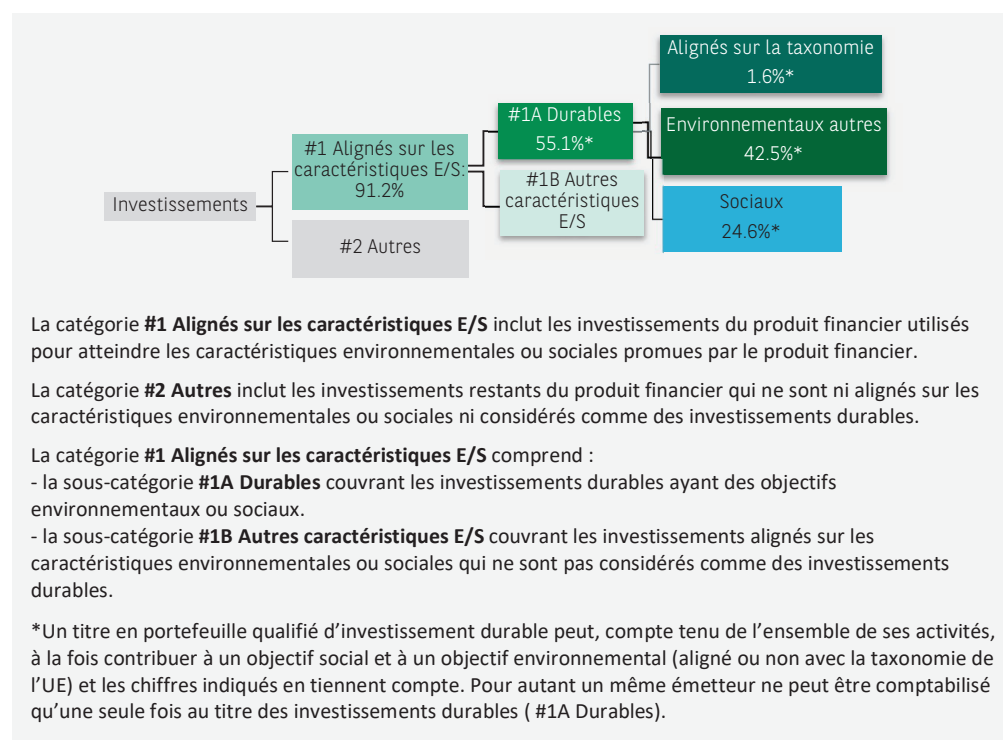 Alignés sur la taxonomie
1.6%*
#1A Durables
55.1%*
Environnementaux autres
42.5%*
#1 Alignés sur les
caractéristiques E/S:
91.2%
#1B Autres
caractéristiques
E/S
Investissements
Sociaux
24.6%*
#2 Autres
La catégorie #1 Alignés sur les caractéristiques E/S inclut les investissements du produit financier utilisés
pour atteindre les caractéristiques environnementales ou sociales promues par le produit financier.
La catégorie #2 Autres inclut les investissements restants du produit financier qui ne sont ni alignés sur les
caractéristiques environnementales ou sociales ni considérés comme des investissements durables.
La catégorie #1 Alignés sur les caractéristiques E/S comprend :
- la sous-catégorie #1A Durables couvrant les investissements durables ayant des objectifs
environnementaux ou sociaux.
- la sous-catégorie #1B Autres caractéristiques E/S couvrant les investissements alignés sur les
caractéristiques environnementales ou sociales qui ne sont pas considérés comme des investissements
durables.
*Un titre en portefeuille qualifié d’investissement durable peut, compte tenu de l’ensemble de ses activités,
à la fois contribuer à un objectif social et à un objectif environnemental (aligné ou non avec la taxonomie de
l’UE) et les chiffres indiqués en tiennent compte. Pour autant un même émetteur ne peut être comptabilisé
qu’une seule fois au titre des investissements durables ( #1A Durables).